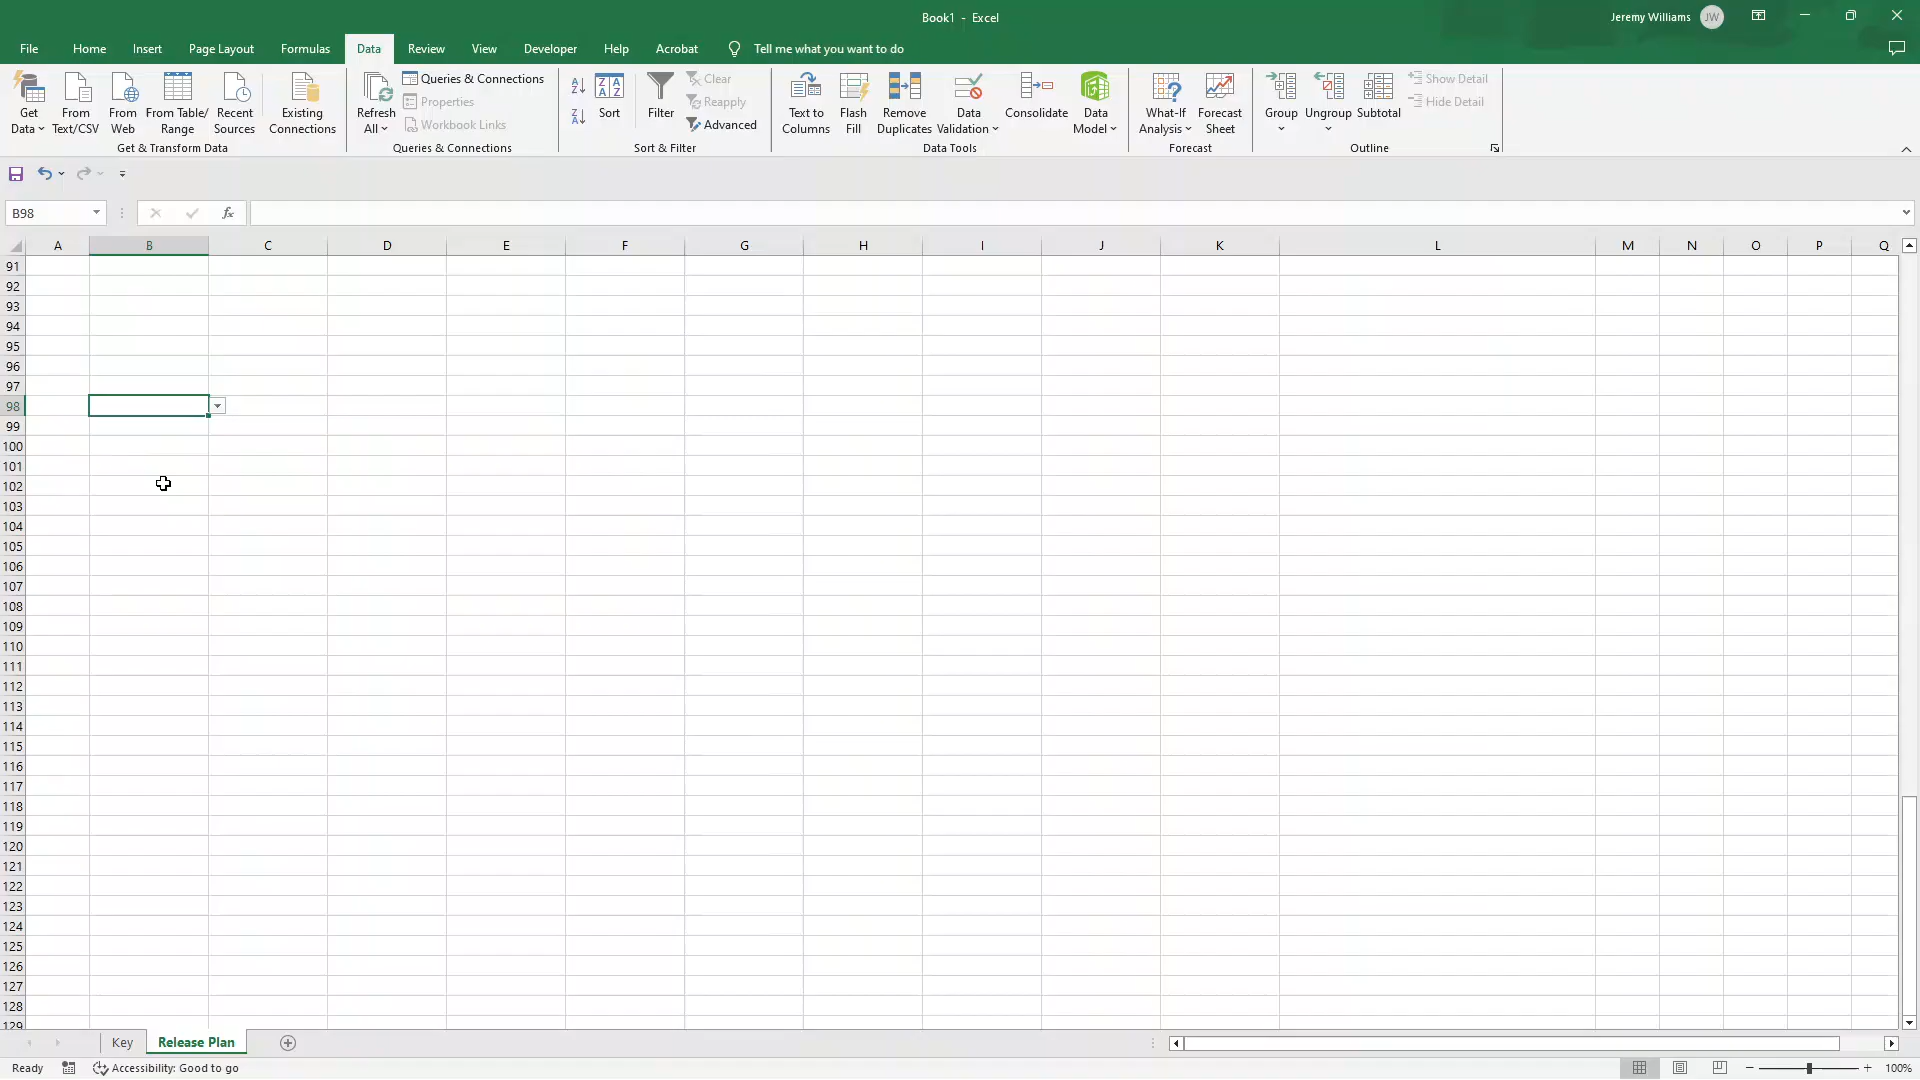 Book1 - Excel
Jeremy Williams JW
File Home Insert Page Layout Formulas Data Review View Developer Help Acrobat Tell me what you want to do
Get Data
From Text/CSV
From Web
From Table/ Range
Recent Sources
Existing Connections
Get & Transform Data
Refresh All
Queries & Connections
Properties
Workbook Links
Queries & Connections
Sort
Filter
Clear
Reapply
Advanced
Sort & Filter
Text to Columns
Flash Fill
Remove Duplicates
Data Validation
Consolidate
Data Model
Data Tools
What-If Analysis
Forecast Sheet
Forecast
Group
Ungroup
Subtotal
Show Detail
Hide Detail
Outline
B98
fx
A B C D E F G H I J K L M N O P Q
91
92
93
94
95
96
97
98
99
100
101
102
103
104
105
106
107
108
109
110
111
112
113
114
115
116
117
118
119
120
121
122
123
124
125
126
127
128
129
Key Release Plan
Ready Accessibility: Good to go 100%